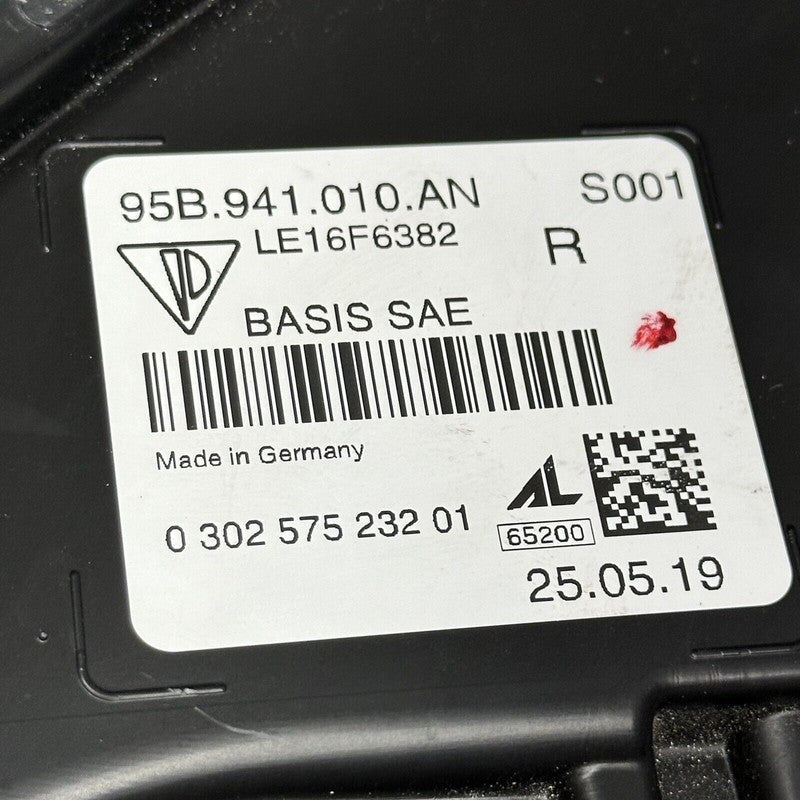 95B.941.010.AN S001
LE16F6382 R
BASIS SAE
Made in Germany
AL
0 302 575 232 01 65200
25.05.19